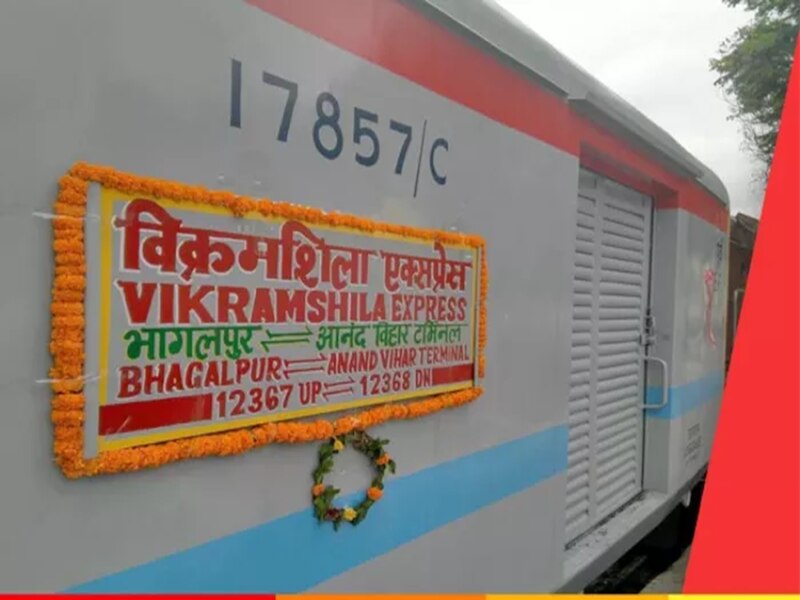 17857/C
विक्रमशिला एक्सप्रेस
VIKRAMSHILA EXPRESS
भागलपुर ⇌ आनंद विहार टर्मिनल
BHAGALPUR ⇌ ANAND VIHAR TERMINAL
12367 UP ⇌ 12368 DN